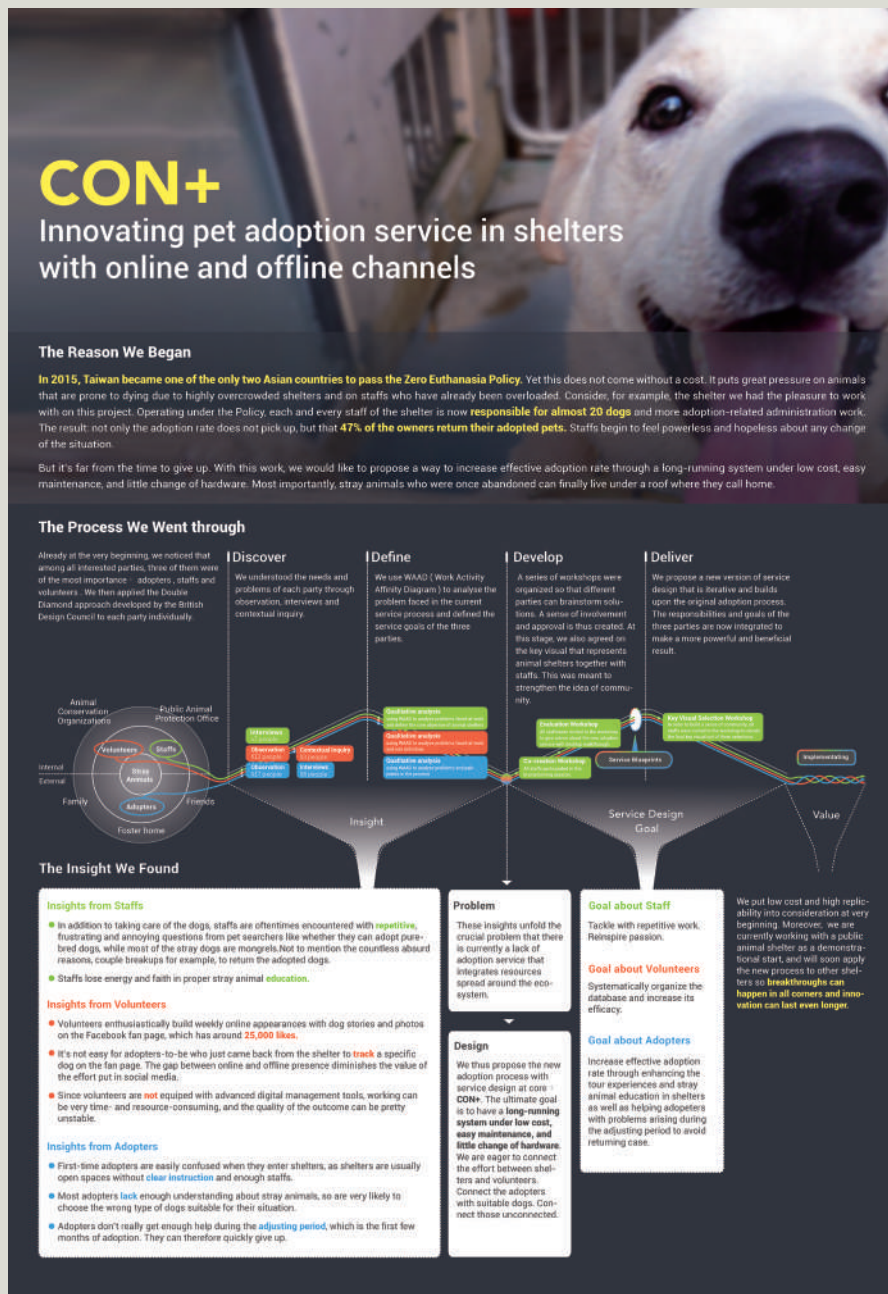 CON+
Innovating pet adoption service in shelters
with online and offline channels
The Reason We Began
In 2015, Taiwan became one of the only two Asian countries to pass the Zero Euthanasia Policy. Yet this does not come without a cost. It puts great pressure on animals
that are prone to dying due to highly overcrowded shelters and on staffs who have already been overloaded. Consider, for example, the shelter we had the pleasure to work
with on this project. Operating under the Policy, each and every staff of the shelter is now responsible for almost 20 dogs and more adoption-related administration work.
The result: not only the adoption rate does not pick up, but that 47% of the owners return their adopted pets. Staffs begin to feel powerless and hopeless about any change
of the situation.
But it's far from the time to give up. With this work, we would like to propose a way to increase effective adoption rate through a long-running system under low cost, easy
maintenance, and little change of hardware. Most importantly, stray animals who were once abandoned can finally live under a roof where they call home.
The Process We Went through
Already at the very beginning, we noticed that
among all interested parties, three of them were
of the most importance - adopters, staffs and
volunteers. We then applied the Double
Diamond approach developed by the British
Design Council to each party individually.
Discover
We understood the needs and
problems of each party through
observation, interviews and
contextual inquiry.
Define
We use WAAD ( Work Activity
Affinity Diagram ) to analyse the
problem faced in the current
service process and defined the
service goals of the three
parties.
Develop
A series of workshops were
organized so that different
parties can brainstorm solu-
tions. A sense of involvement
and approval is thus created. At
this stage, we also agreed on
the key visual that represents
animal shelters together with
staffs. This was meant to
strengthen the idea of commu-
nity.
Deliver
We propose a new version of service
design that is iterative and builds
upon the original adoption process.
The responsibilities and goals of the
three parties are now integrated to
make a more powerful and beneficial
result.
Animal
Conservation
Organizations
Public Animal
Protection Office
Volunteers
Staffs
Stray
Animals
Adopters
Internal
External
Family
Friends
Foster home
Interviews
Observation
Contextual Inquiry
Observation
Interviews
Qualitative analysis
Qualitative analysis
Qualitative analysis
Evaluation Workshop
Co-creation Workshop
Service Blueprints
Key Visual Selection Workshop
Implementating
Insight
Service Design
Goal
Value
The Insight We Found
Insights from Staffs
In addition to taking care of the dogs, staffs are oftentimes encountered with repetitive,
frustrating and annoying questions from pet searchers like whether they can adopt pure-
bred dogs, while most of the stray dogs are mongrels.Not to mention the countless absurd
reasons, couple breakups for example, to return the adopted dogs.
Staffs lose energy and faith in proper stray animal education.
Insights from Volunteers
Volunteers enthusiastically build weekly online appearances with dog stories and photos
on the Facebook fan page, which has around 25,000 likes.
It's not easy for adopters-to-be who just came back from the shelter to track a specific
dog on the fan page. The gap between online and offline presence diminishes the value of
the effort put in social media.
Since volunteers are not equiped with advanced digital management tools, working can
be very time- and resource-consuming, and the quality of the outcome can be pretty
unstable.
Insights from Adopters
First-time adopters are easily confused when they enter shelters, as shelters are usually
open spaces without clear instruction and enough staffs.
Most adopters lack enough understanding about stray animals, so are very likely to
choose the wrong type of dogs suitable for their situation.
Adopters don't really get enough help during the adjusting period, which is the first few
months of adoption. They can therefore quickly give up.
Problem
These insights unfold the
crucial problem that there
is currently a lack of
adoption service that
integrates resources
spread around the eco-
system.
Design
We thus propose the new
adoption process with
service design at core :
CON+. The ultimate goal
is to have a long-running
system under low cost,
easy maintenance, and
little change of hardware.
We are eager to connect
the effort between shel-
ters and volunteers.
Connect the adopters
with suitable dogs. Con-
nect those unconnected.
Goal about Staff
Tackle with repetitive work.
Reinspire passion.
Goal about Volunteers
Systematically organize the
database and increase its
efficacy.
Goal about Adopters
Increase effective adoption
rate through enhancing the
tour experiences and stray
animal education in shelters
as well as helping adopeters
with problems arising during
the adjusting period to avoid
returning case.
We put low cost and high replic-
ability into consideration at very
beginning. Moreover, we are
currently working with a public
animal shelter as a demonstra-
tional start, and will soon apply
the new process to other shel-
ters so breakthroughs can
happen in all corners and inno-
vation can last even longer.